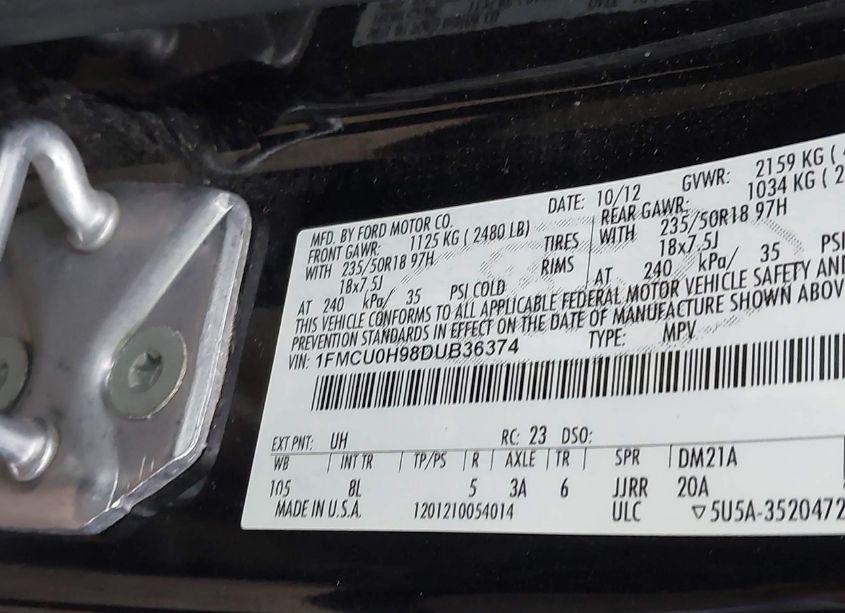 MFD. BY FORD MOTOR CO. DATE: 10/12 GVWR: 2159 KG (
FRONT GAWR: 1125 KG ( 2480 LB) REAR GAWR: 1034 KG ( 2
WITH 235/50R18 97H TIRES WITH 235/50R18 97H
18x7.5J RIMS 18x7.5J
AT 240 kPa/ 35 PSI COLD AT 240 kPa/ 35 PSI
THIS VEHICLE CONFORMS TO ALL APPLICABLE FEDERAL MOTOR VEHICLE SAFETY AND
PREVENTION STANDARDS IN EFFECT ON THE DATE OF MANUFACTURE SHOWN ABOV
VIN: 1FMCU0H98DUB36374 TYPE: MPV
EXT PNT: UH RC: 23 DSO:
WB INT TR TP/PS R AXLE TR SPR DM21A
105 8L 5 3A 6 JJRR 20A
MADE IN U.S.A. 1201210054014 ULC ▽5U5A-3520472